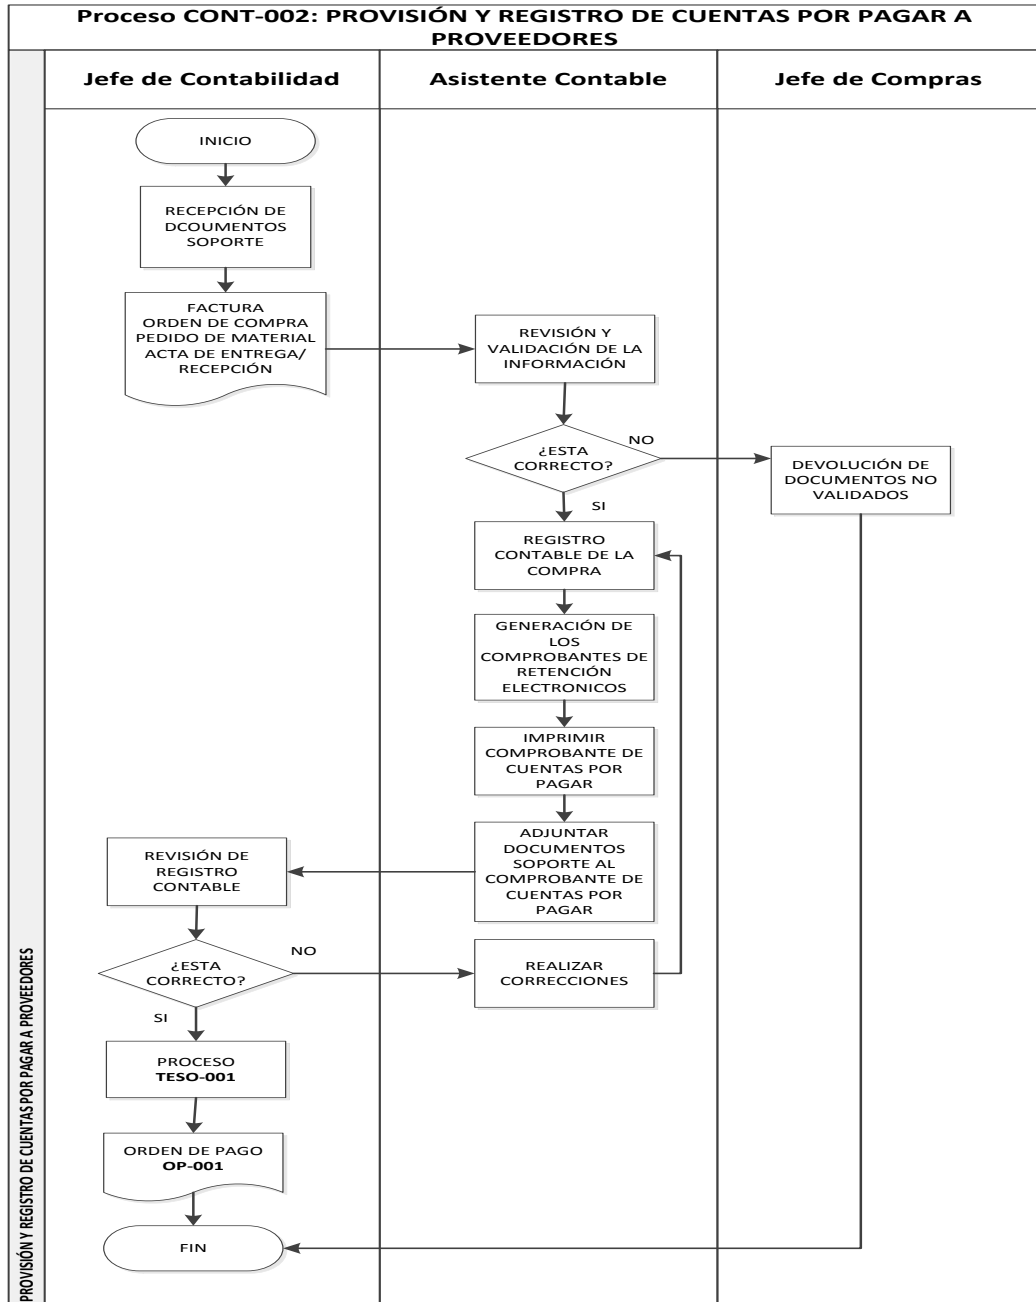 Proceso CONT-002: PROVISIÓN Y REGISTRO DE CUENTAS POR PAGAR A
PROVEEDORES
Jefe de Contabilidad
Asistente Contable
Jefe de Compras
INICIO
RECEPCIÓN DE
DCOUMENTOS
SOPORTE
FACTURA
ORDEN DE COMPRA
PEDIDO DE MATERIAL
ACTA DE ENTREGA/
RECEPCIÓN
REVISIÓN Y
VALIDACIÓN DE LA
INFORMACIÓN
¿ESTA
CORRECTO?
NO
DEVOLUCIÓN DE
DOCUMENTOS NO
VALIDADOS
SI
REGISTRO
CONTABLE DE LA
COMPRA
GENERACIÓN DE
LOS
COMPROBANTES DE
RETENCIÓN
ELECTRONICOS
IMPRIMIR
COMPROBANTE DE
CUENTAS POR
PAGAR
ADJUNTAR
DOCUMENTOS
SOPORTE AL
COMPROBANTE DE
CUENTAS POR
PAGAR
REVISIÓN DE
REGISTRO
CONTABLE
¿ESTA
CORRECTO?
NO
REALIZAR
CORRECCIONES
SI
PROCESO
TESO-001
ORDEN DE PAGO
OP-001
FIN
PROVISIÓN Y REGISTRO DE CUENTAS POR PAGAR A PROVEEDORES